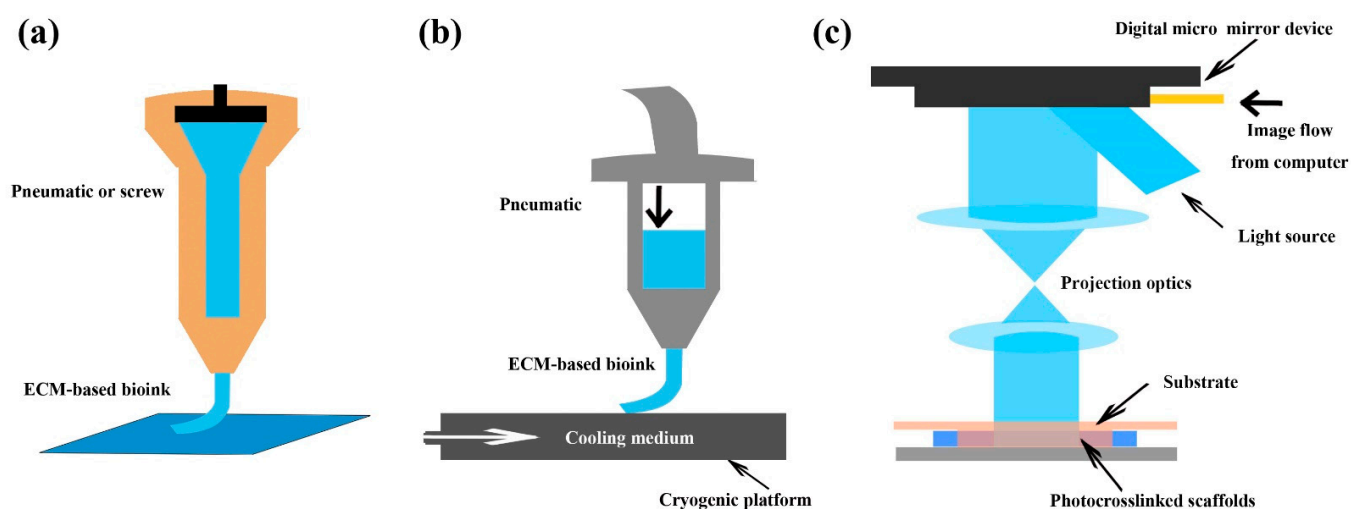 (a)
Pneumatic or screw
ECM-based bioink
(b)
Pneumatic
ECM-based bioink
Cooling medium
Cryogenic platform
(c)
Digital micro mirror device
Image flow
from computer
Light source
Projection optics
Substrate
Photocrosslinked scaffolds